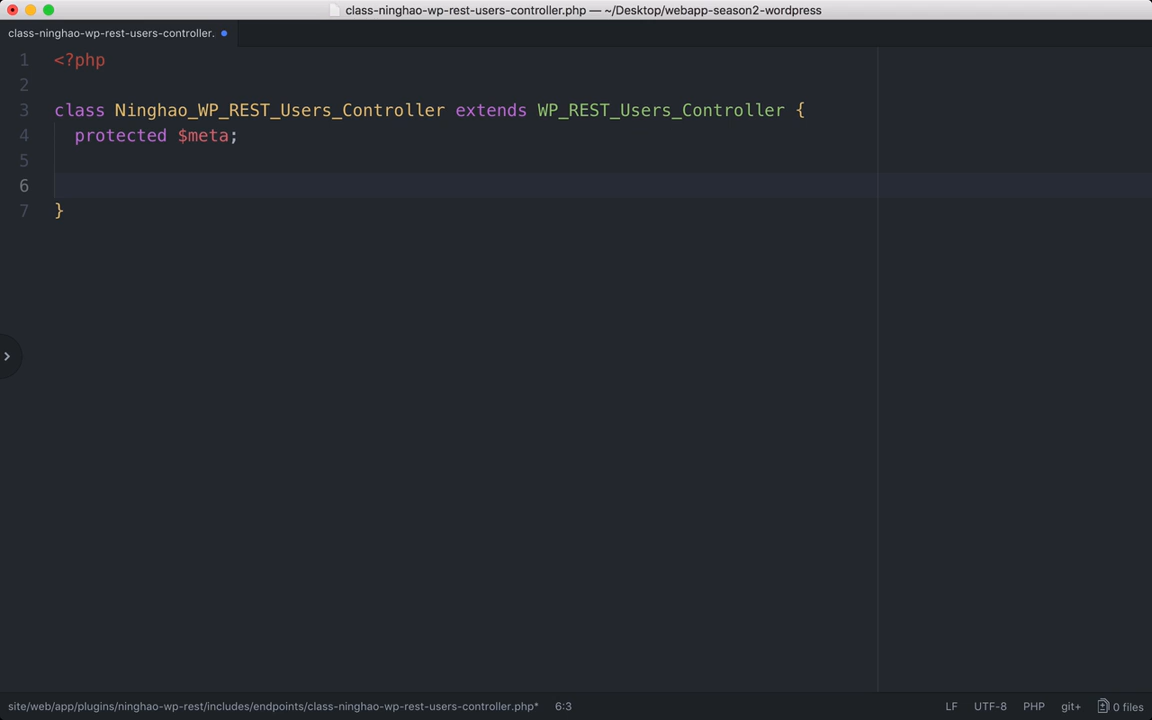 class-ninghao-wp-rest-users-controller.php — ~/Desktop/webapp-season2-wordpress
class-ninghao-wp-rest-users-controller.
1 <?php
2
3 class Ninghao_WP_REST_Users_Controller extends WP_REST_Users_Controller {
4 protected $meta;
5
6
7 }
site/web/app/plugins/ninghao-wp-rest/includes/endpoints/class-ninghao-wp-rest-users-controller.php* 6:3 LF UTF-8 PHP git+ 0 files